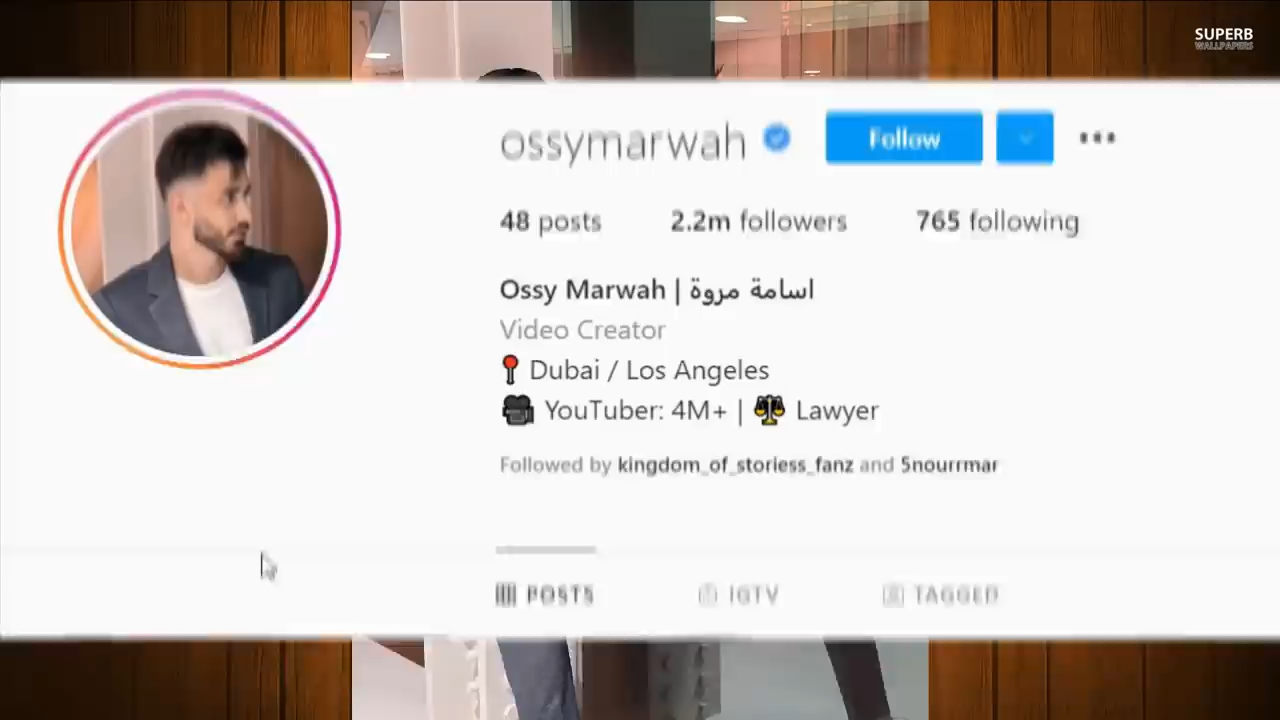 SUPERB
WALLPAPERS
ossymarwah Follow
48 posts 2.2m followers 765 following
Ossy Marwah | اسامة مروة
Video Creator
📍 Dubai / Los Angeles
🎥 YouTuber: 4M+ | ⚖️ Lawyer
Followed by kingdom_of_storiess_fanz and 5nourrmar
POSTS IGTV TAGGED